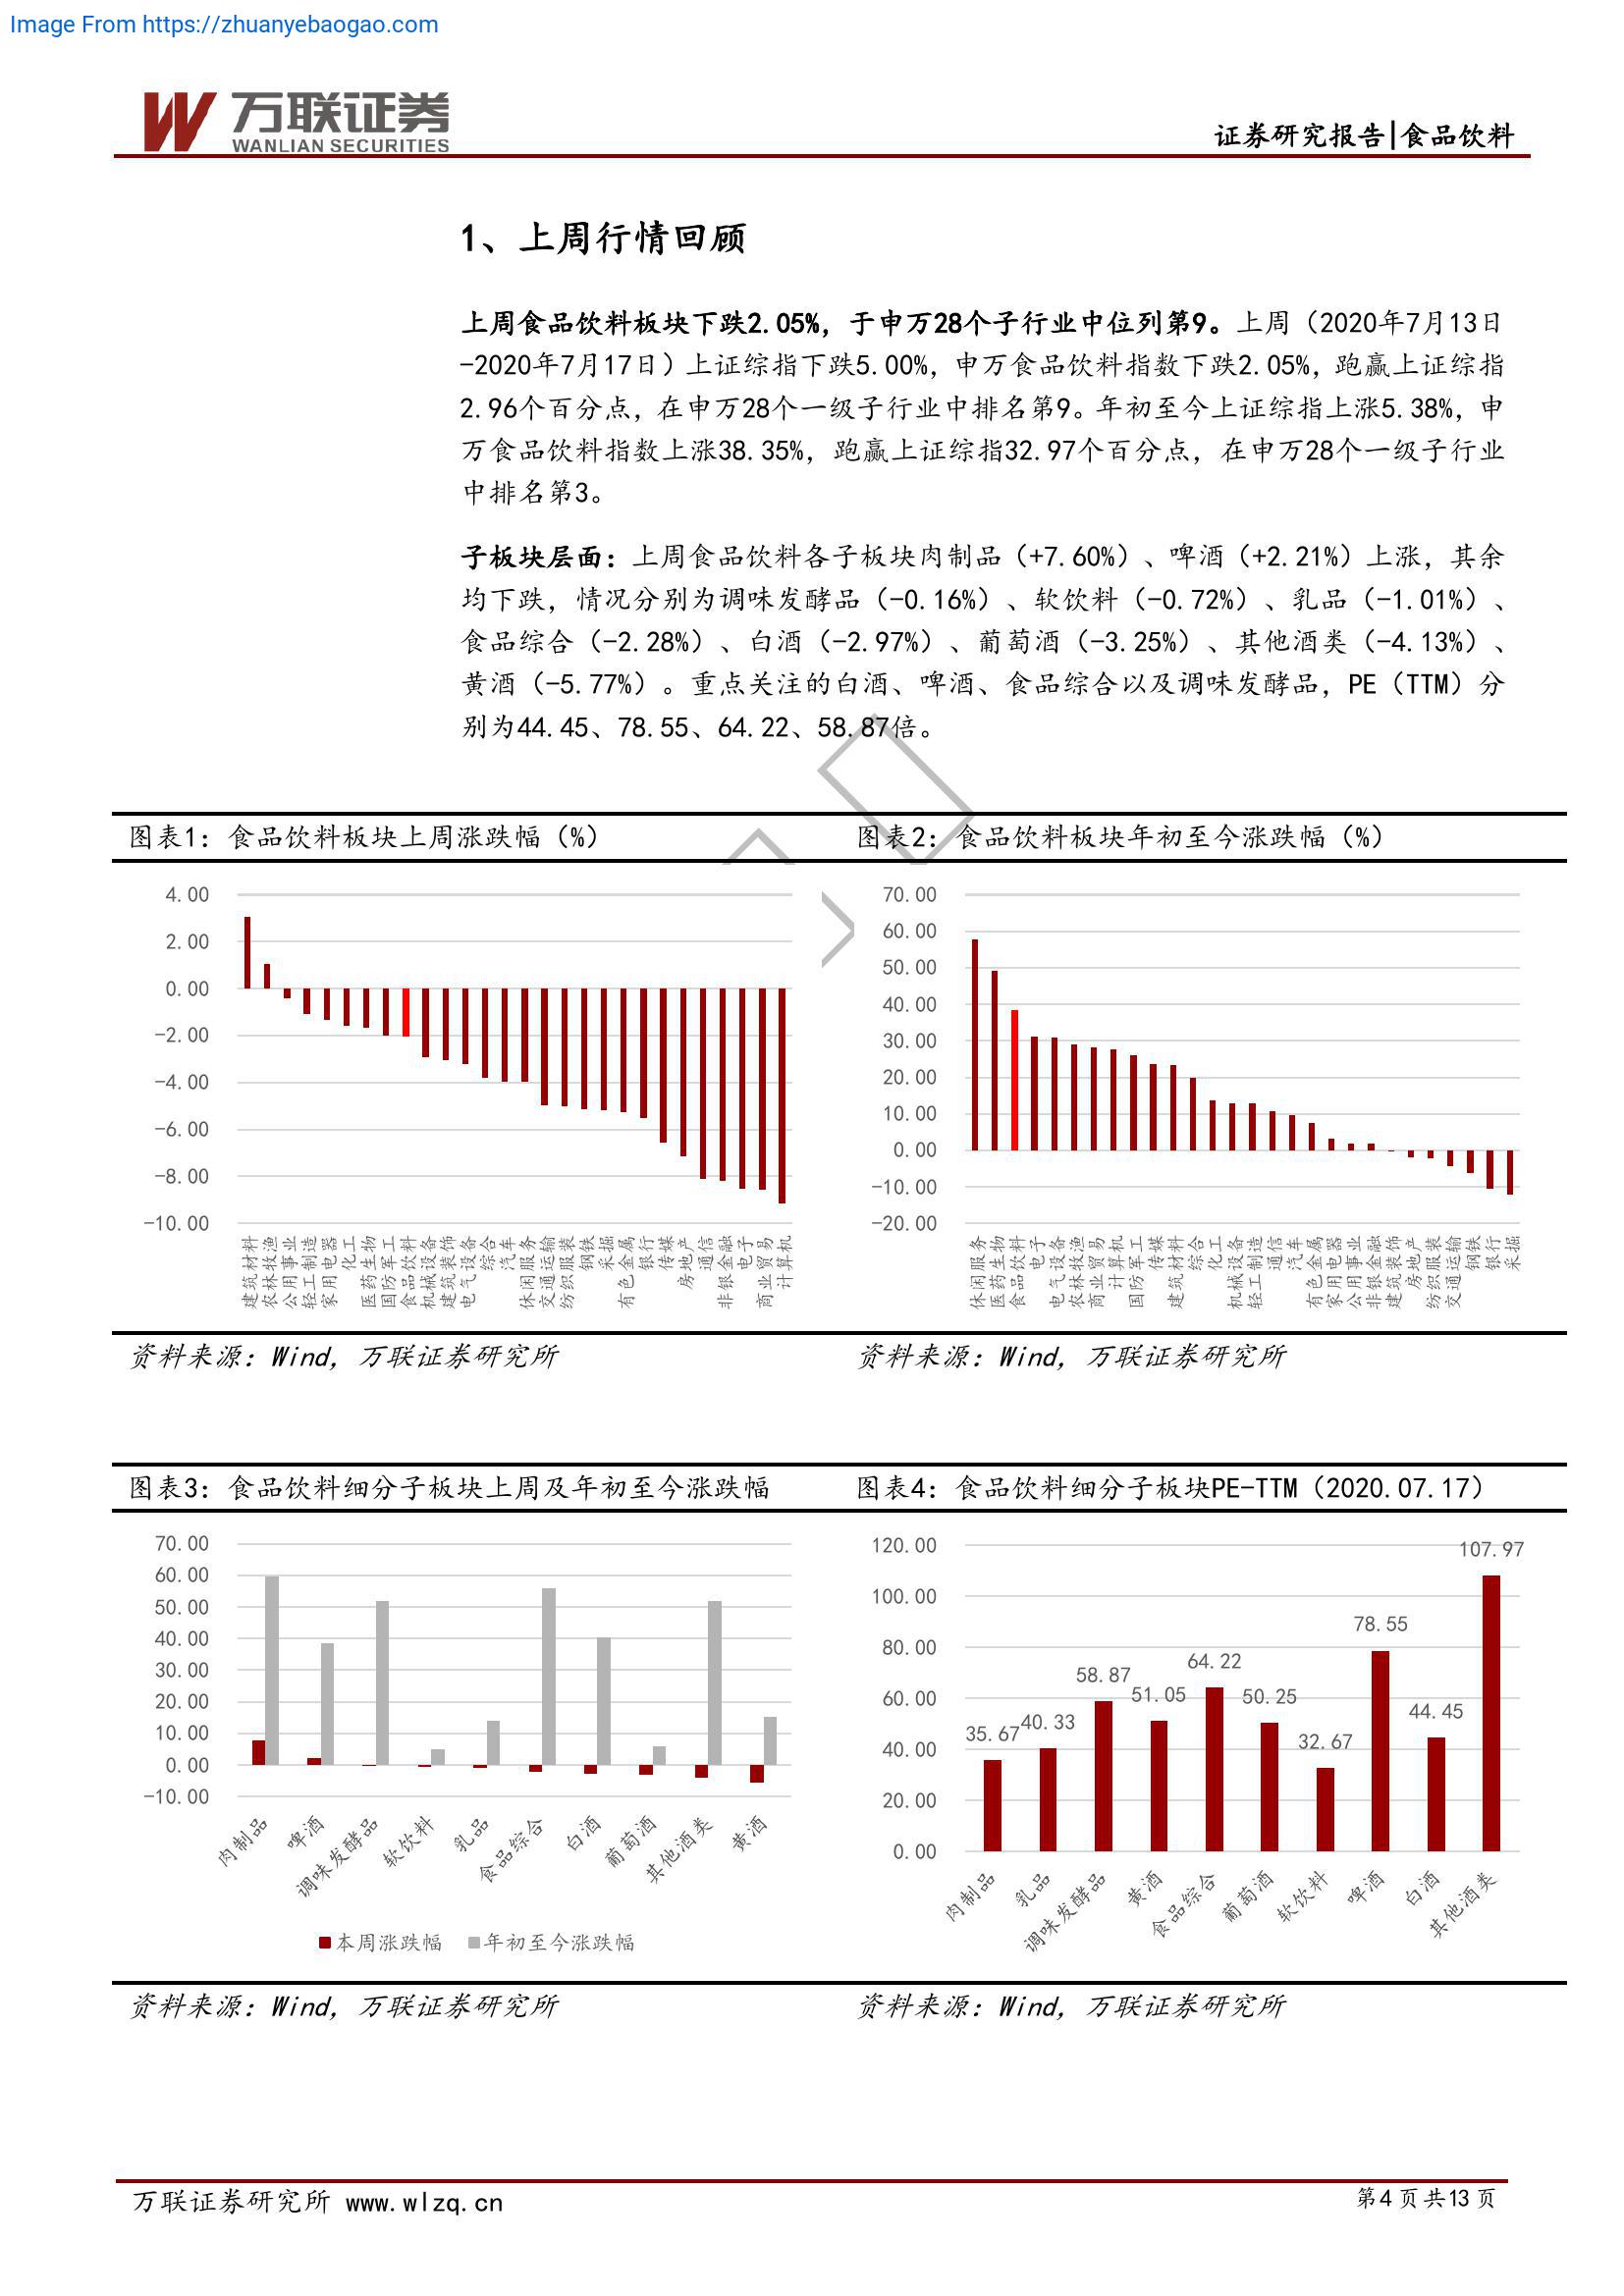 Image From https://zhuanyebaogao.com
万联证券
WANLIAN SECURITIES
证券研究报告|食品饮料
1、上周行情回顾
上周食品饮料板块下跌2.05%，于申万28个子行业中位列第9。上周（2020年7月13日
-2020年7月17日）上证综指下跌5.00%，申万食品饮料指数下跌2.05%，跑赢上证综指
2.96个百分点，在申万28个一级子行业中排名第9。年初至今上证综指上涨5.38%，申
万食品饮料指数上涨38.35%，跑赢上证综指32.97个百分点，在申万28个一级子行业
中排名第3。
子板块层面：上周食品饮料各子板块肉制品（+7.60%）、啤酒（+2.21%）上涨，其余
均下跌，情况分别为调味发酵品（-0.16%）、软饮料（-0.72%）、乳品（-1.01%）、
食品综合（-2.28%）、白酒（-2.97%）、葡萄酒（-3.25%）、其他酒类（-4.13%）、
黄酒（-5.77%）。重点关注的白酒、啤酒、食品综合以及调味发酵品，PE（TTM）分
别为44.45、78.55、64.22、58.87倍。
图表1：食品饮料板块上周涨跌幅（%）
4.00
2.00
0.00
-2.00
-4.00
-6.00
-8.00
-10.00
建筑材料
农林牧渔
公用事业
轻工制造
家用电器
化工
医药生物
国防军工
食品饮料
机械设备
建筑装饰
电气设备
综合
汽车
休闲服务
交通运输
纺织服装
钢铁
采掘
有色金属
银行
传媒
房地产
通信
非银金融
电子
商业贸易
计算机
资料来源：Wind，万联证券研究所
图表2：食品饮料板块年初至今涨跌幅（%）
70.00
60.00
50.00
40.00
30.00
20.00
10.00
0.00
-10.00
-20.00
休闲服务
医药生物
食品饮料
电子
电气设备
农林牧渔
商业贸易
计算机
国防军工
传媒
建筑材料
综合
化工
机械设备
轻工制造
通信
汽车
有色金属
家用电器
公用事业
非银金融
建筑装饰
房地产
纺织服装
交通运输
钢铁
银行
采掘
资料来源：Wind，万联证券研究所
图表3：食品饮料细分子板块上周及年初至今涨跌幅
70.00
60.00
50.00
40.00
30.00
20.00
10.00
0.00
-10.00
肉制品
啤酒
调味发酵品
软饮料
乳品
食品综合
白酒
葡萄酒
其他酒类
黄酒
本周涨跌幅 年初至今涨跌幅
资料来源：Wind，万联证券研究所
图表4：食品饮料细分子板块PE-TTM（2020.07.17）
120.00
100.00
80.00
60.00
40.00
20.00
0.00
35.67
40.33
58.87
51.05
64.22
50.25
32.67
78.55
44.45
107.97
肉制品
乳品
调味发酵品
黄酒
食品综合
葡萄酒
软饮料
啤酒
白酒
其他酒类
资料来源：Wind，万联证券研究所
万联证券研究所 www.wlzq.cn
第4页共13页